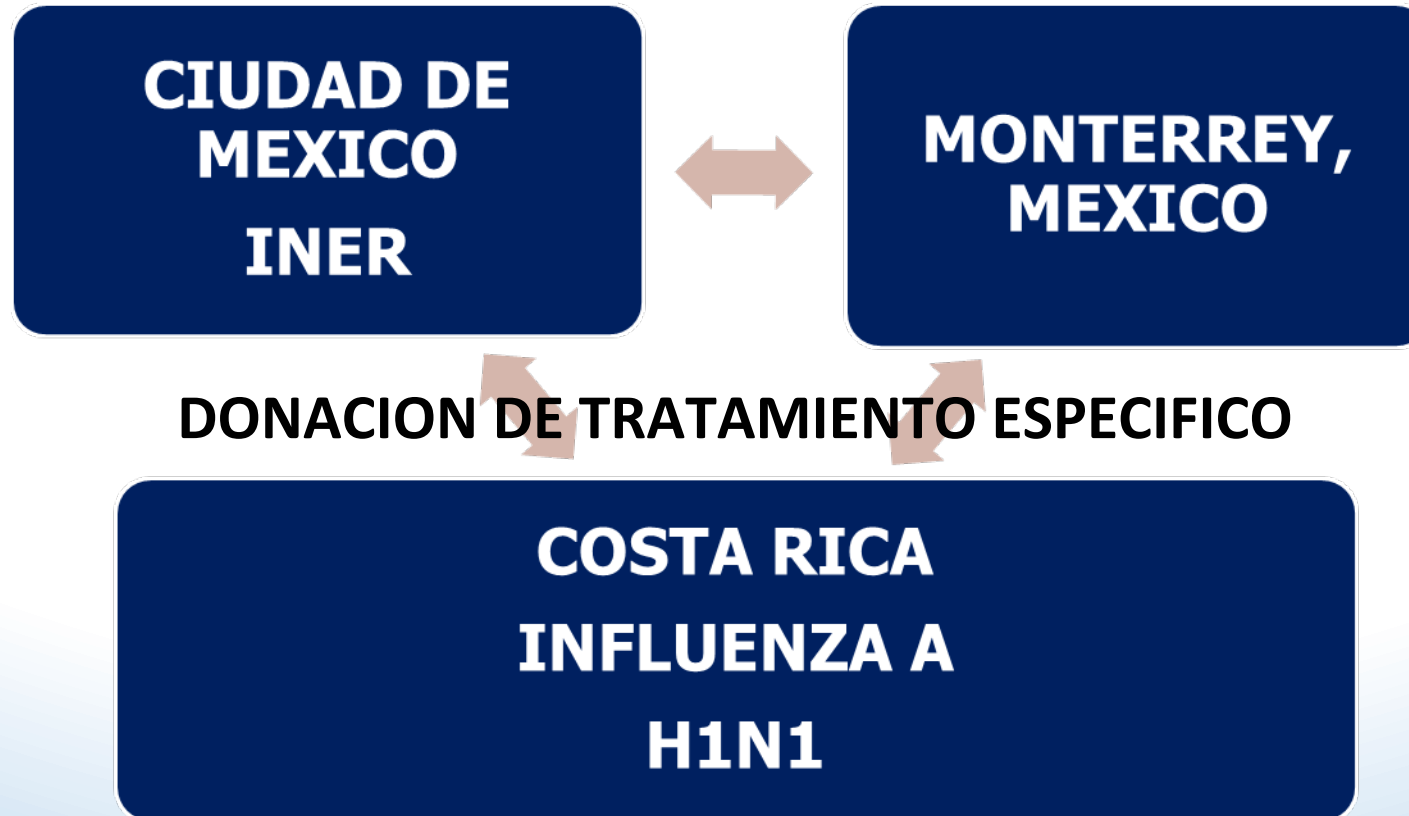 CIUDAD DE
MEXICO
INER
MONTERREY,
MEXICO
DONACION DE TRATAMIENTO ESPECIFICO
COSTA RICA
INFLUENZA A
H1N1